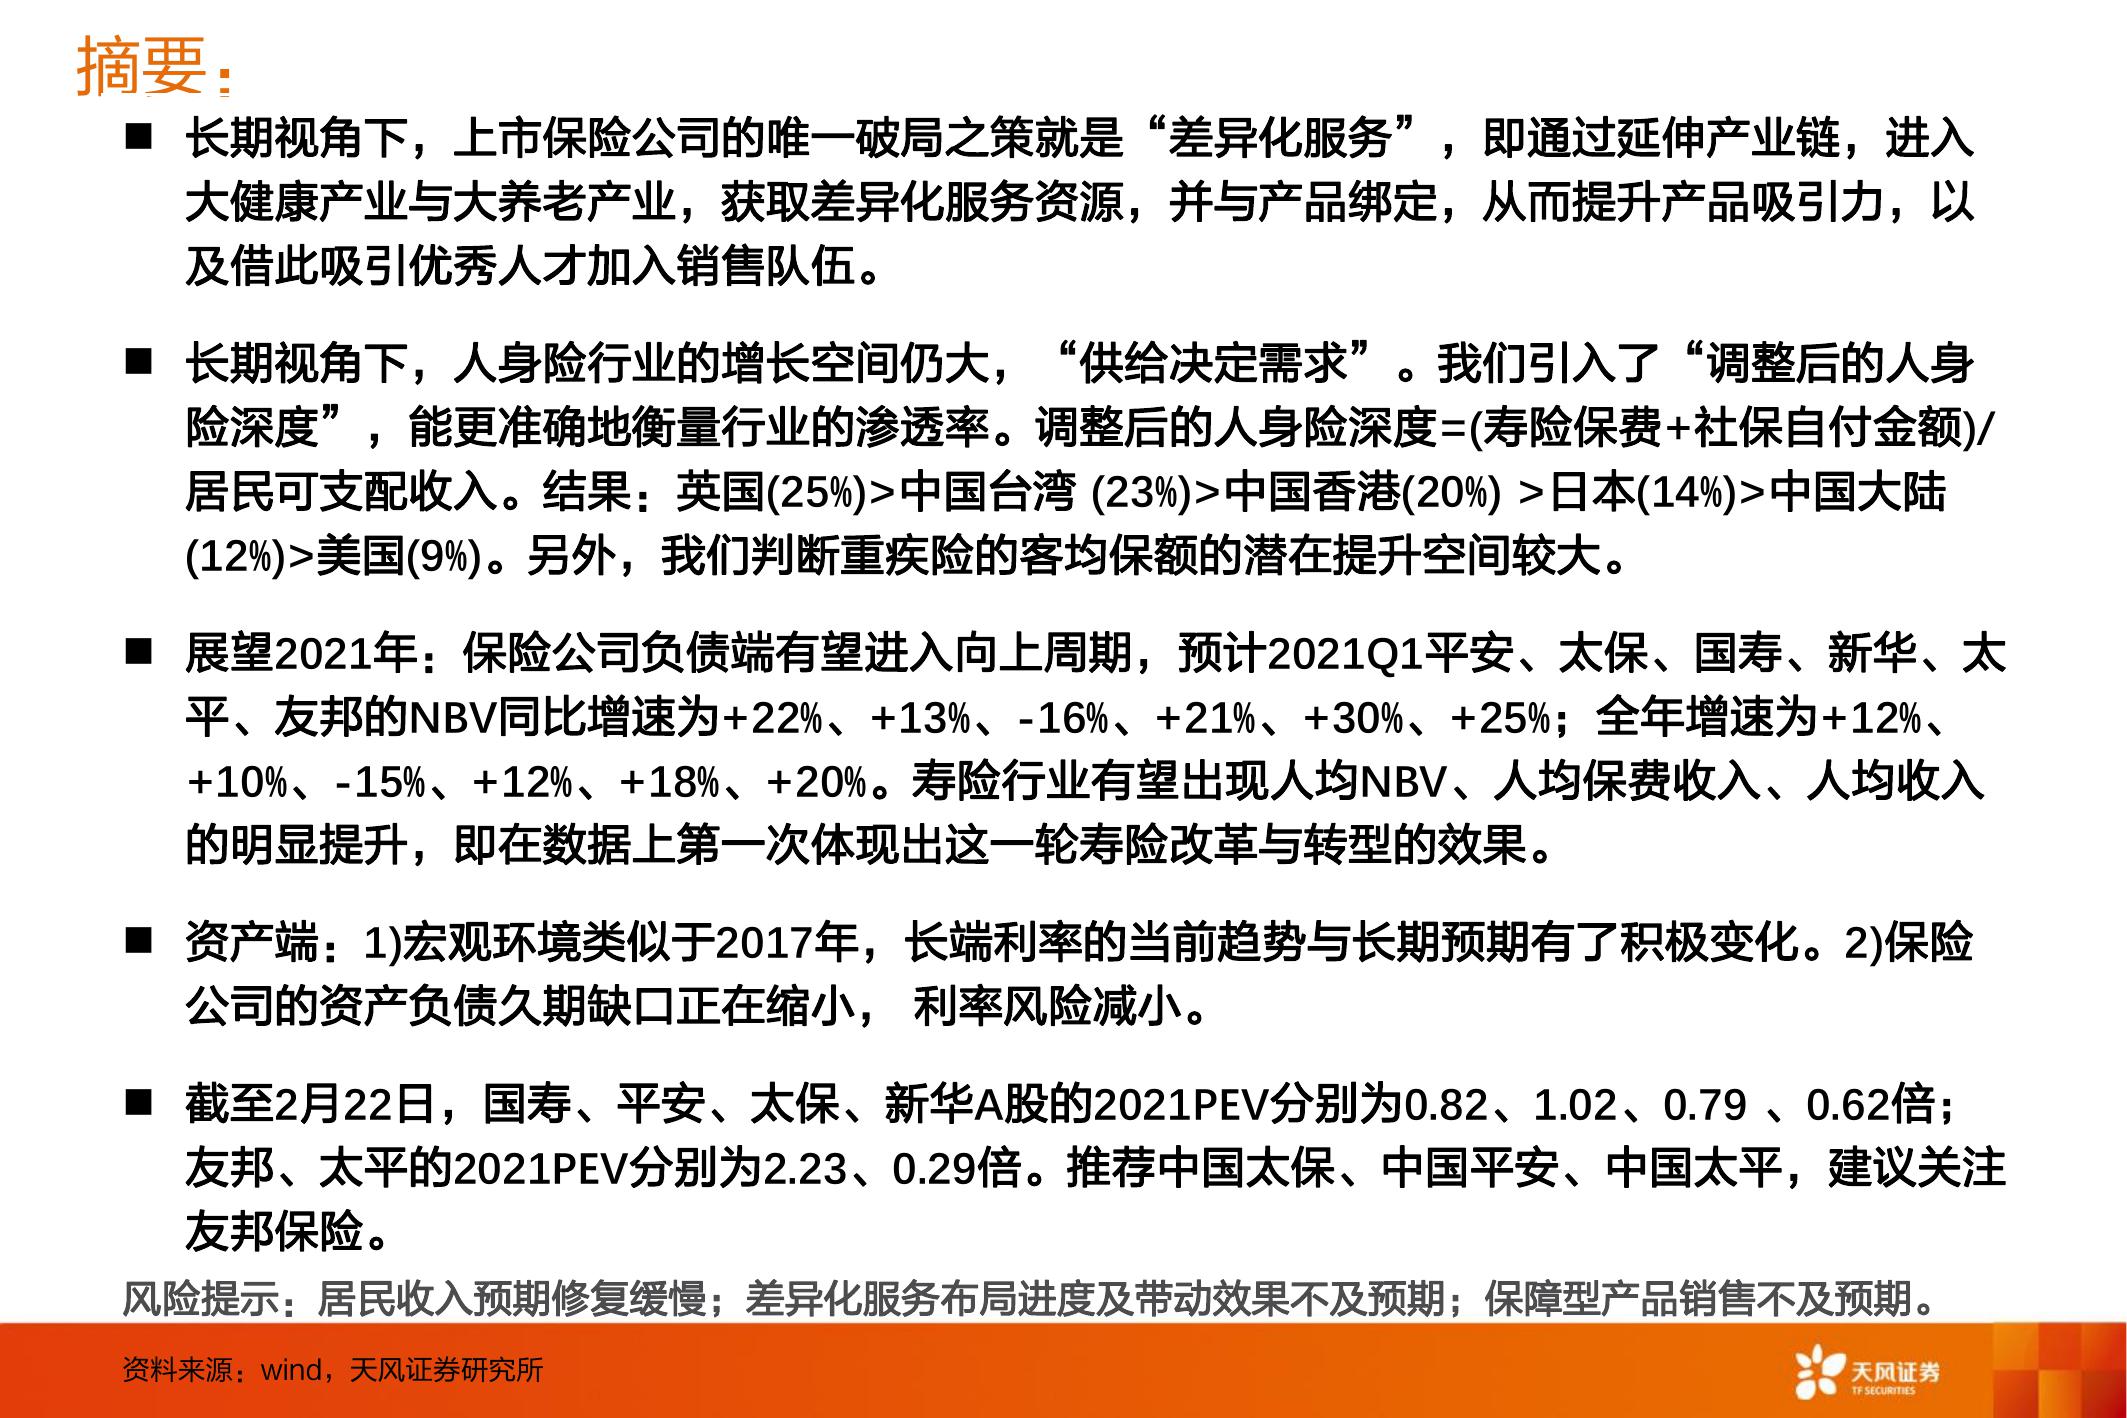 摘要：
■ 长期视角下，上市保险公司的唯一破局之策就是“差异化服务”，即通过延伸产业链，进入
大健康产业与大养老产业，获取差异化服务资源，并与产品绑定，从而提升产品吸引力，以
及借此吸引优秀人才加入销售队伍。
■ 长期视角下，人身险行业的增长空间仍大，“供给决定需求”。我们引入了“调整后的人身
险深度”，能更准确地衡量行业的渗透率。调整后的人身险深度=(寿险保费+社保自付金额)/
居民可支配收入。结果：英国(25%)>中国台湾 (23%)>中国香港(20%) >日本(14%)>中国大陆
(12%)>美国(9%)。另外，我们判断重疾险的客均保额的潜在提升空间较大。
■ 展望2021年：保险公司负债端有望进入向上周期，预计2021Q1平安、太保、国寿、新华、太
平、友邦的NBV同比增速为+22%、+13%、-16%、+21%、+30%、+25%；全年增速为+12%、
+10%、-15%、+12%、+18%、+20%。寿险行业有望出现人均NBV、人均保费收入、人均收入
的明显提升，即在数据上第一次体现出这一轮寿险改革与转型的效果。
■ 资产端：1)宏观环境类似于2017年，长端利率的当前趋势与长期预期有了积极变化。2)保险
公司的资产负债久期缺口正在缩小， 利率风险减小。
■ 截至2月22日，国寿、平安、太保、新华A股的2021PEV分别为0.82、1.02、0.79 、0.62倍；
友邦、太平的2021PEV分别为2.23、0.29倍。推荐中国太保、中国平安、中国太平，建议关注
友邦保险。
风险提示：居民收入预期修复缓慢；差异化服务布局进度及带动效果不及预期；保障型产品销售不及预期。
资料来源：wind，天风证券研究所
天风证券
TF SECURITIES